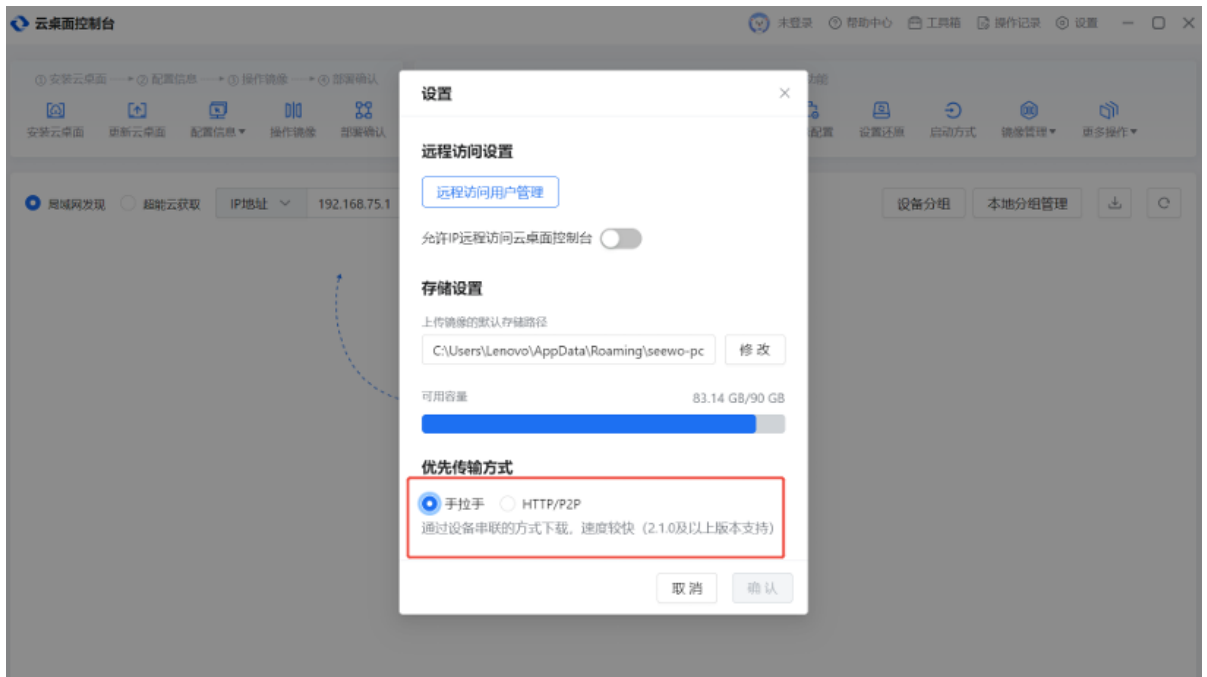 云桌面控制台
未登录 帮助中心 工具箱 操作记录 设置
①安装云桌面 ②配置信息 ③操作镜像 ④部署确认
功能
安装云桌面 更新云桌面 配置信息 操作镜像 部署确认 配置 设置还原 启动方式 镜像管理 更多操作
局域网发现 超能云获取 IP地址 192.168.75.1 设备分组 本地分组管理
设置
远程访问设置
远程访问用户管理
允许IP远程访问云桌面控制台
存储设置
上传镜像的默认存储路径
C:\Users\Lenovo\AppData\Roaming\seewo-pc 修改
可用容量 83.14 GB/90 GB
优先传输方式
手拉手 HTTP/P2P
通过设备串联的方式下载，速度较快（2.1.0及以上版本支持）
取消 确认